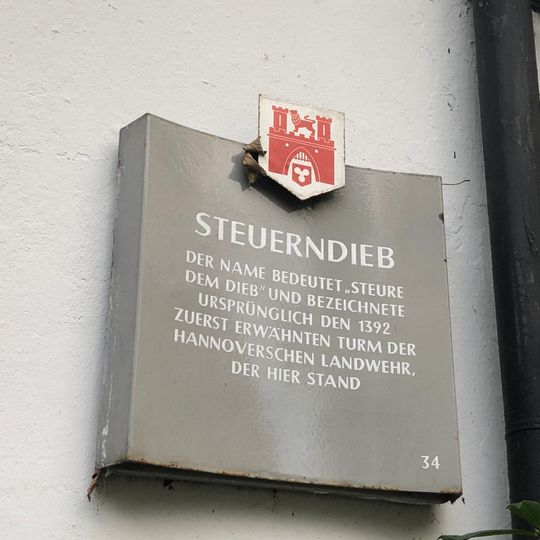 STEUERNDIEB
DER NAME BEDEUTET „STEURE
DEM DIEB" UND BEZEICHNETE
URSPRÜNGLICH DEN 1392
ZUERST ERWÄHNTEN TURM DER
HANNOVERSCHEN LANDWEHR,
DER HIER STAND
34